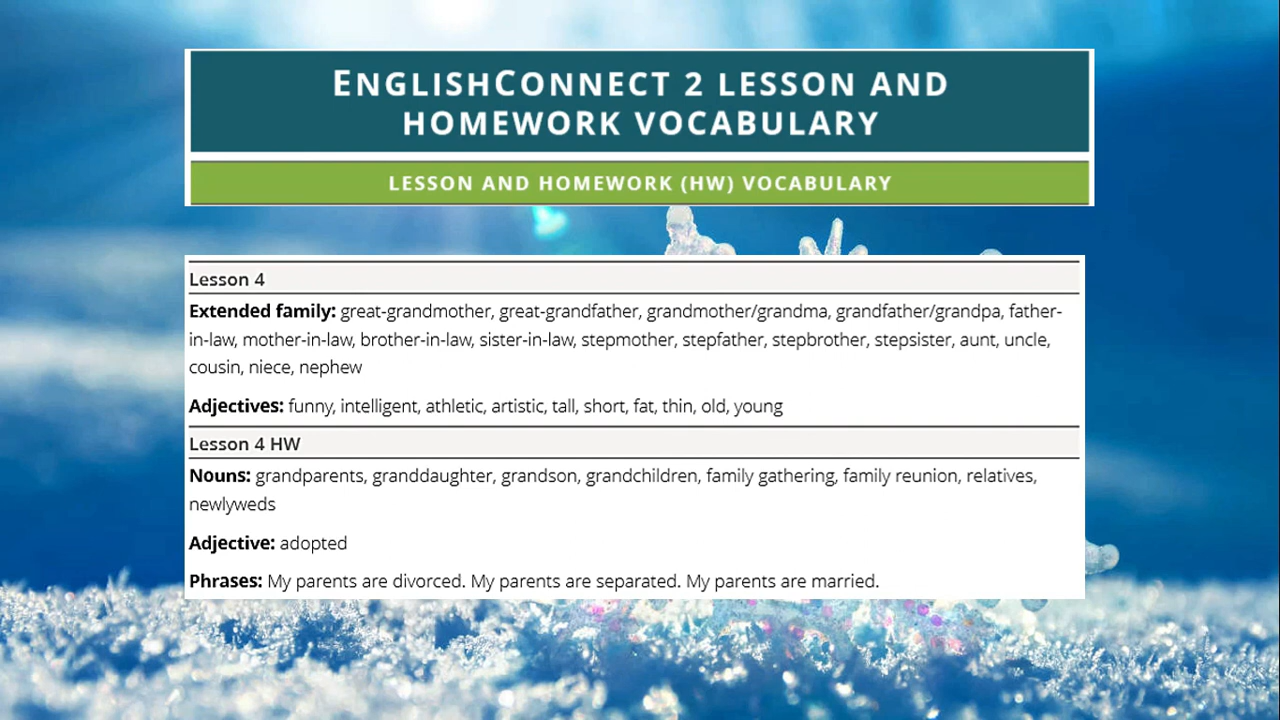 ENGLISHCONNECT 2 LESSON AND
HOMEWORK VOCABULARY
LESSON AND HOMEWORK (HW) VOCABULARY
Lesson 4
Extended family: great-grandmother, great-grandfather, grandmother/grandma, grandfather/grandpa, father-
in-law, mother-in-law, brother-in-law, sister-in-law, stepmother, stepfather, stepbrother, stepsister, aunt, uncle,
cousin, niece, nephew
Adjectives: funny, intelligent, athletic, artistic, tall, short, fat, thin, old, young
Lesson 4 HW
Nouns: grandparents, granddaughter, grandson, grandchildren, family gathering, family reunion, relatives,
newlyweds
Adjective: adopted
Phrases: My parents are divorced. My parents are separated. My parents are married.